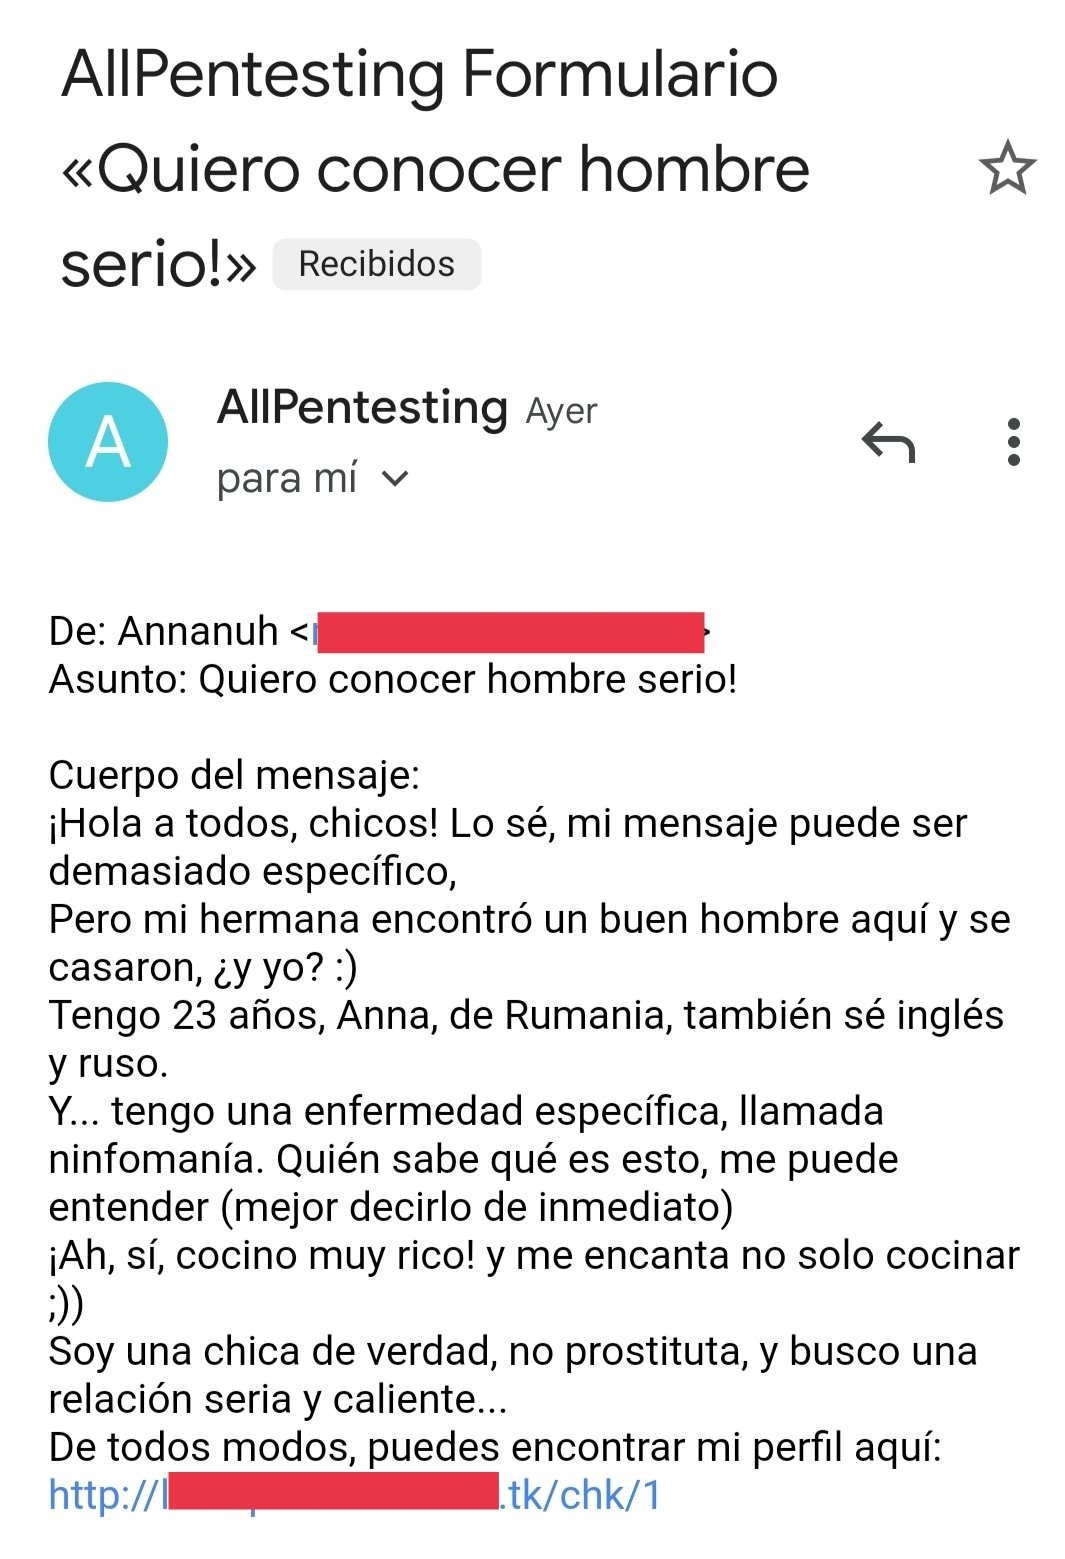 AllPentesting Formulario
«Quiero conocer hombre
serio!» Recibidos
A
AllPentesting Ayer
para mí
De: Annanuh < >
Asunto: Quiero conocer hombre serio!
Cuerpo del mensaje:
¡Hola a todos, chicos! Lo sé, mi mensaje puede ser
demasiado específico,
Pero mi hermana encontró un buen hombre aquí y se
casaron, ¿y yo? :)
Tengo 23 años, Anna, de Rumania, también sé inglés
y ruso.
Y... tengo una enfermedad específica, llamada
ninfomanía. Quién sabe qué es esto, me puede
entender (mejor decirlo de inmediato)
¡Ah, sí, cocino muy rico! y me encanta no solo cocinar
;))
Soy una chica de verdad, no prostituta, y busco una
relación seria y caliente...
De todos modos, puedes encontrar mi perfil aquí:
http:// .tk/chk/1